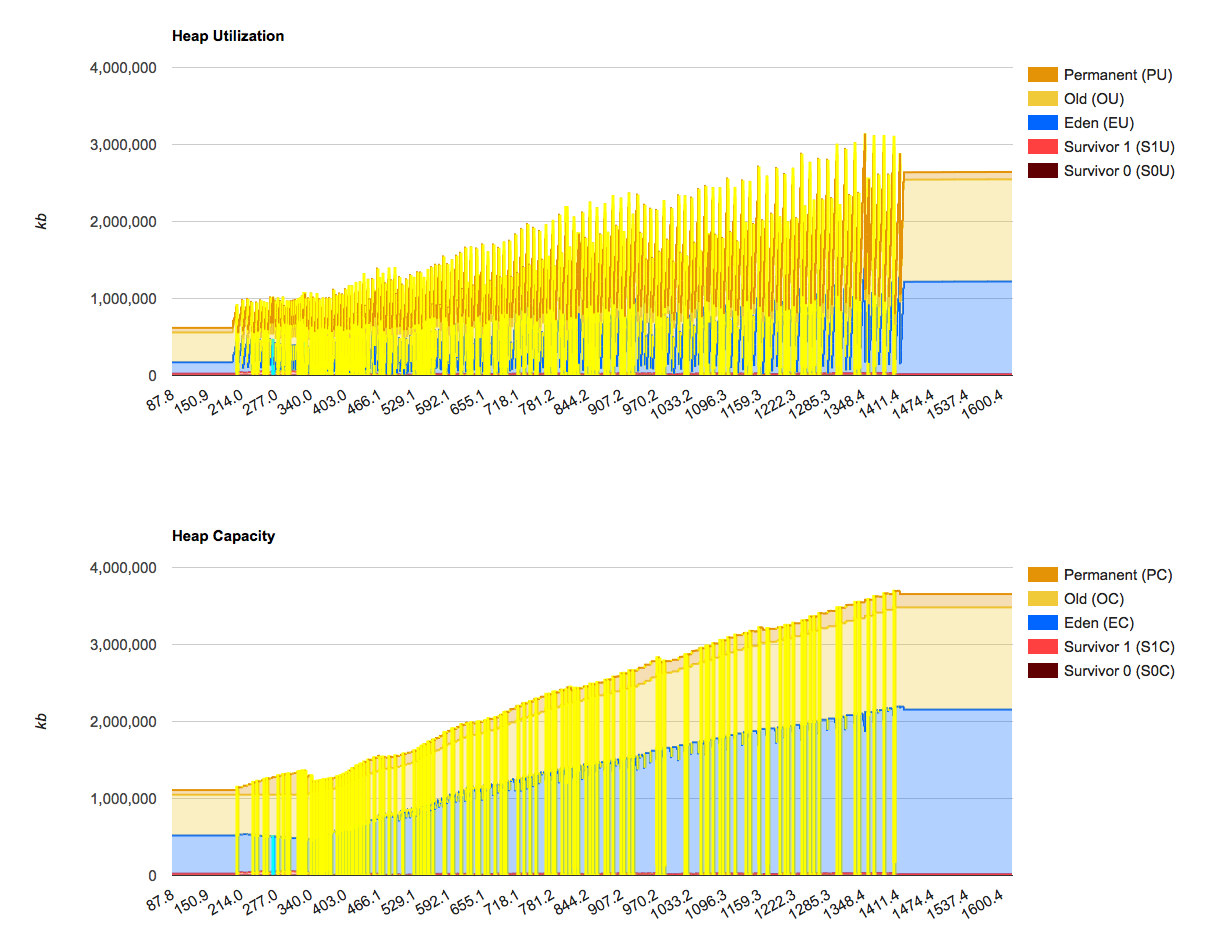 Heap Utilization
4,000,000
3,000,000
2,000,000
1,000,000
0
kb
87.8 150.9 214.0 277.0 340.0 403.0 466.1 529.1 592.1 655.1 718.1 781.2 844.2 907.2 970.2 1033.2 1096.3 1159.3 1222.3 1285.3 1348.4 1411.4 1474.4 1537.4 1600.4
Permanent (PU)
Old (OU)
Eden (EU)
Survivor 1 (S1U)
Survivor 0 (S0U)
Heap Capacity
4,000,000
3,000,000
2,000,000
1,000,000
0
kb
87.8 150.9 214.0 277.0 340.0 403.0 466.1 529.1 592.1 655.1 718.1 781.2 844.2 907.2 970.2 1033.2 1096.3 1159.3 1222.3 1285.3 1348.4 1411.4 1474.4 1537.4 1600.4
Permanent (PC)
Old (OC)
Eden (EC)
Survivor 1 (S1C)
Survivor 0 (S0C)